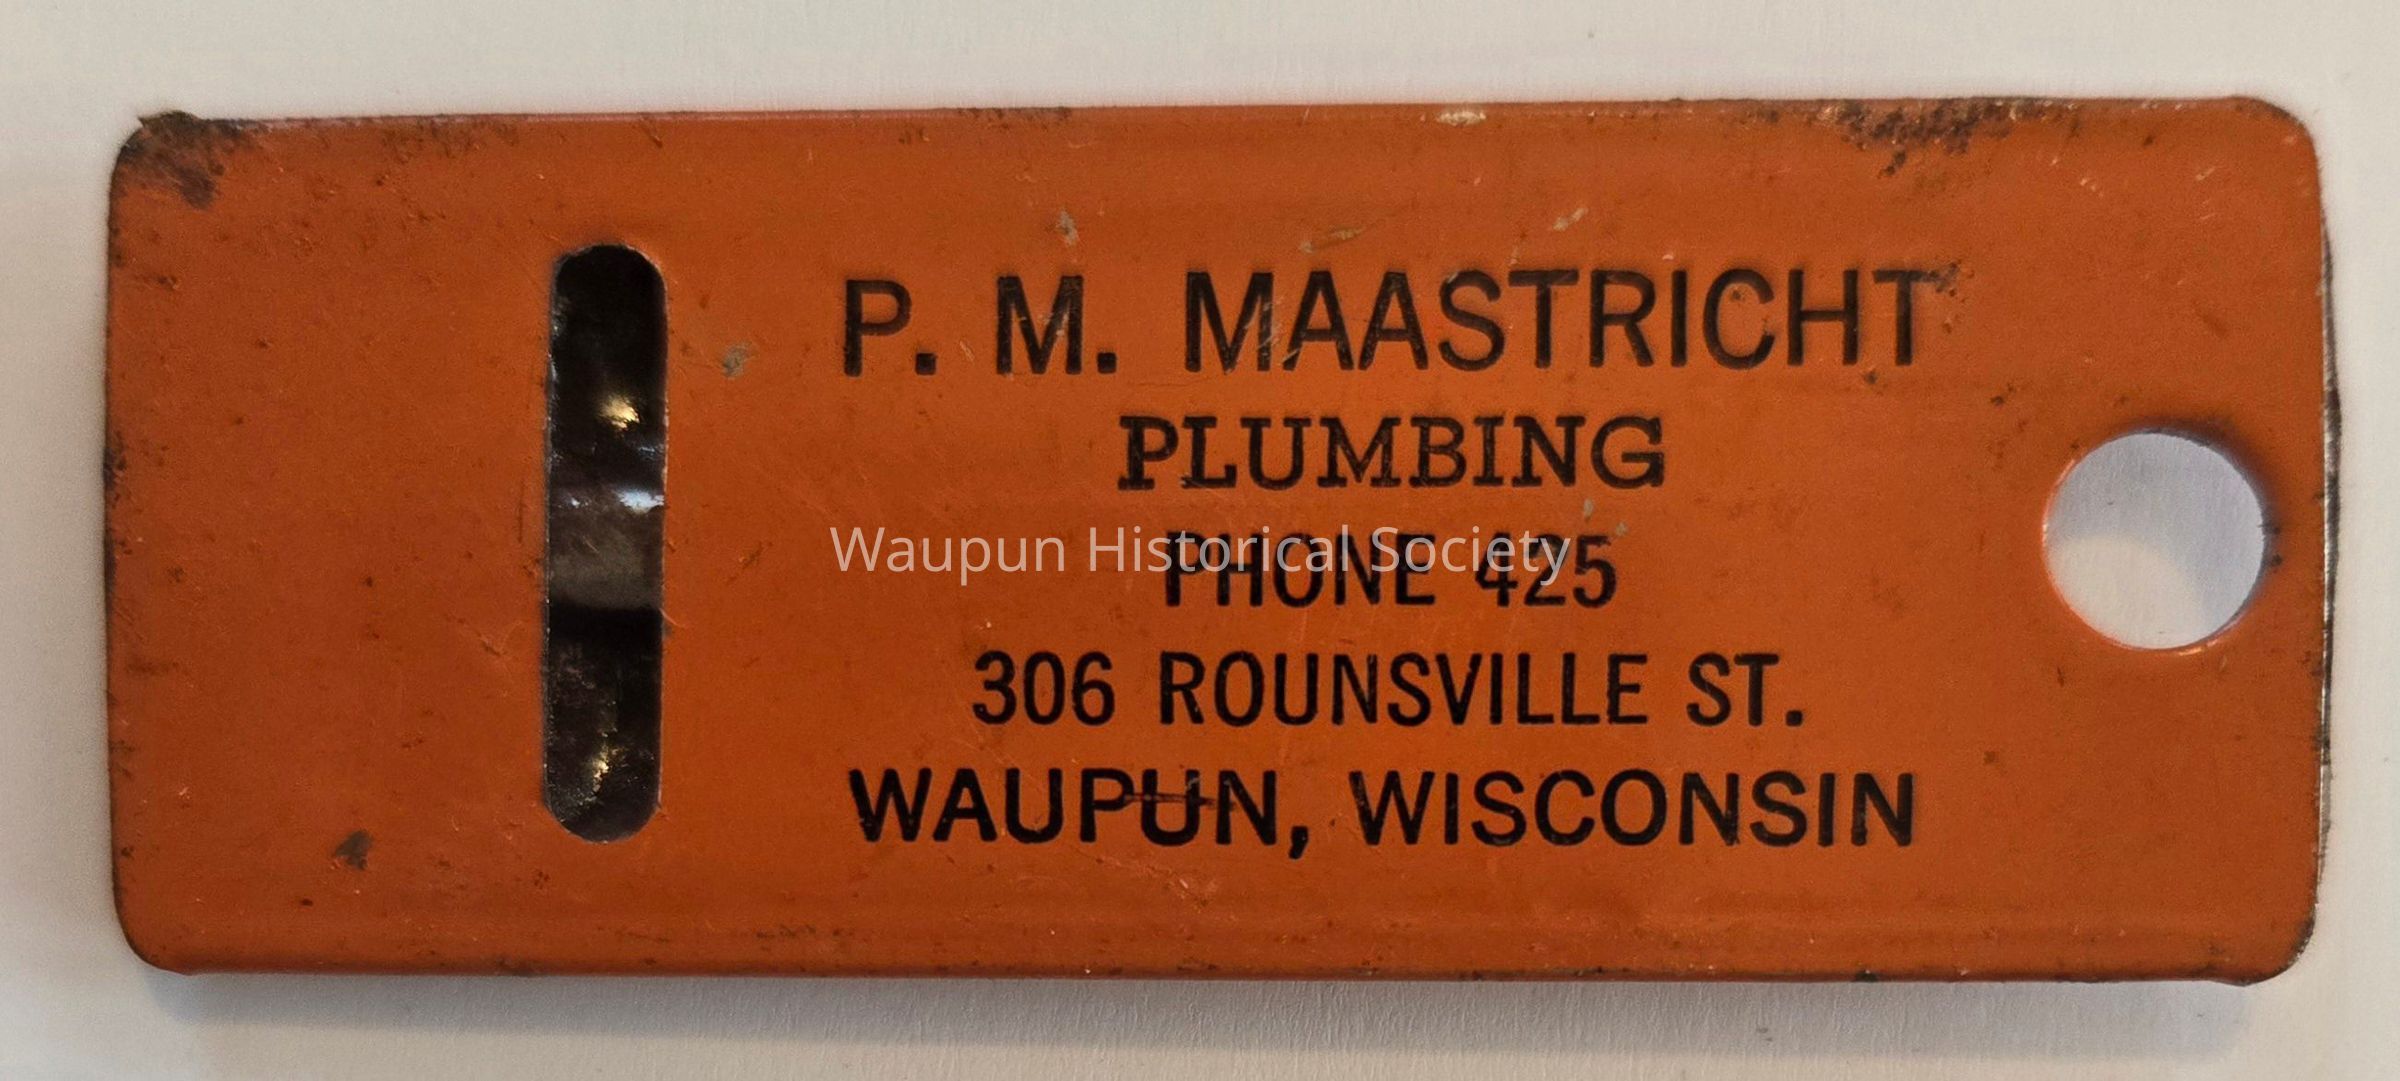 P. M. MAASTRICHT
PLUMBING
Waupun Historical Society
PHONE 425
306 ROUNSVILLE ST.
WAUPUN, WISCONSIN